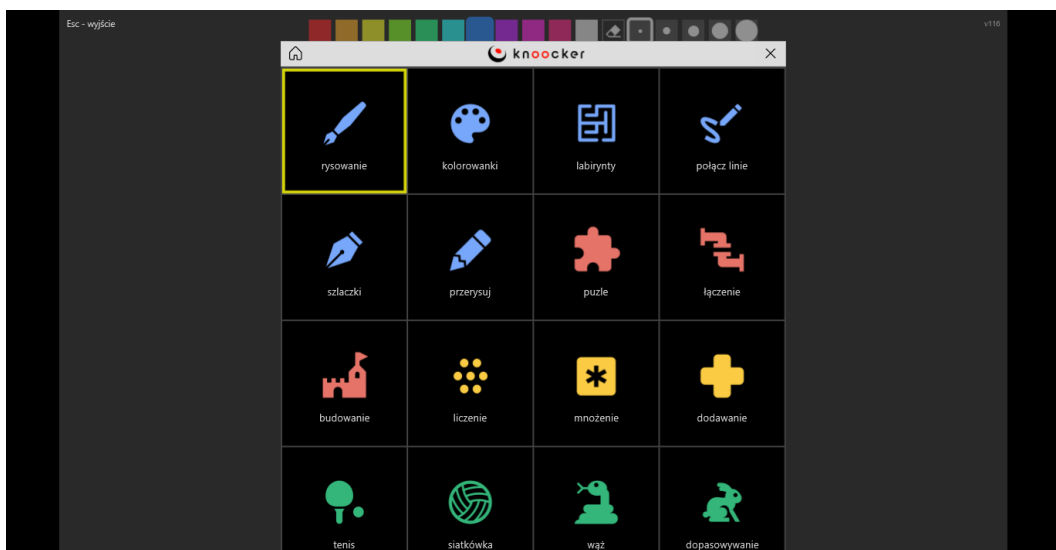 Esc - wyjście
v116
knoocker
rysowanie
kolorowanki
labirynty
połącz linie
szlaczki
przerysuj
puzle
łączenie
budowanie
liczenie
mnożenie
dodawanie
tenis
siatkówka
wąż
dopasowywanie